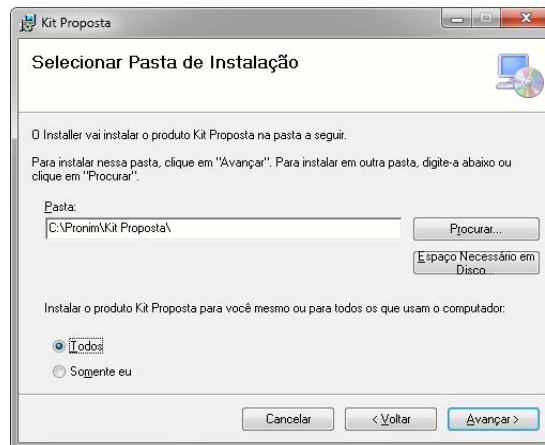 Kit Proposta
Selecionar Pasta de Instalação
O Installer vai instalar o produto Kit Proposta na pasta a seguir.
Para instalar nessa pasta, clique em "Avançar". Para instalar em outra pasta, digite-a abaixo ou
clique em "Procurar".
Pasta:
C:\Pronim\Kit Proposta\
Procurar...
Espaço Necessário em
Disco...
Instalar o produto Kit Proposta para você mesmo ou para todos os que usam o computador:
Todos
Somente eu
Cancelar
< Voltar
Avançar >